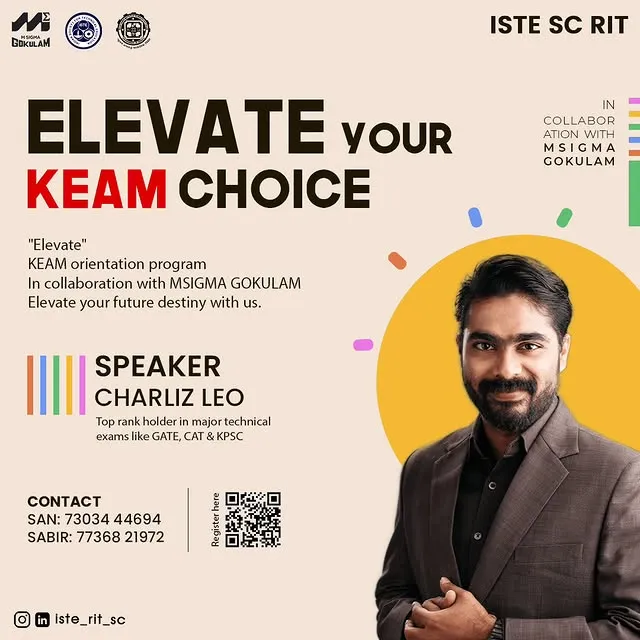 M SIGMA
GOKULAM
ISTE SC RIT
ELEVATE YOUR
KEAM CHOICE
IN
COLLABOR
ATION WITH
MSIGMA
GOKULAM
"Elevate"
KEAM orientation program
In collaboration with MSIGMA GOKULAM
Elevate your future destiny with us.
SPEAKER
CHARLIZ LEO
Top rank holder in major technical
exams like GATE, CAT & KPSC
CONTACT
SAN: 73034 44694
SABIR: 77368 21972
Register here
iste_rit_sc